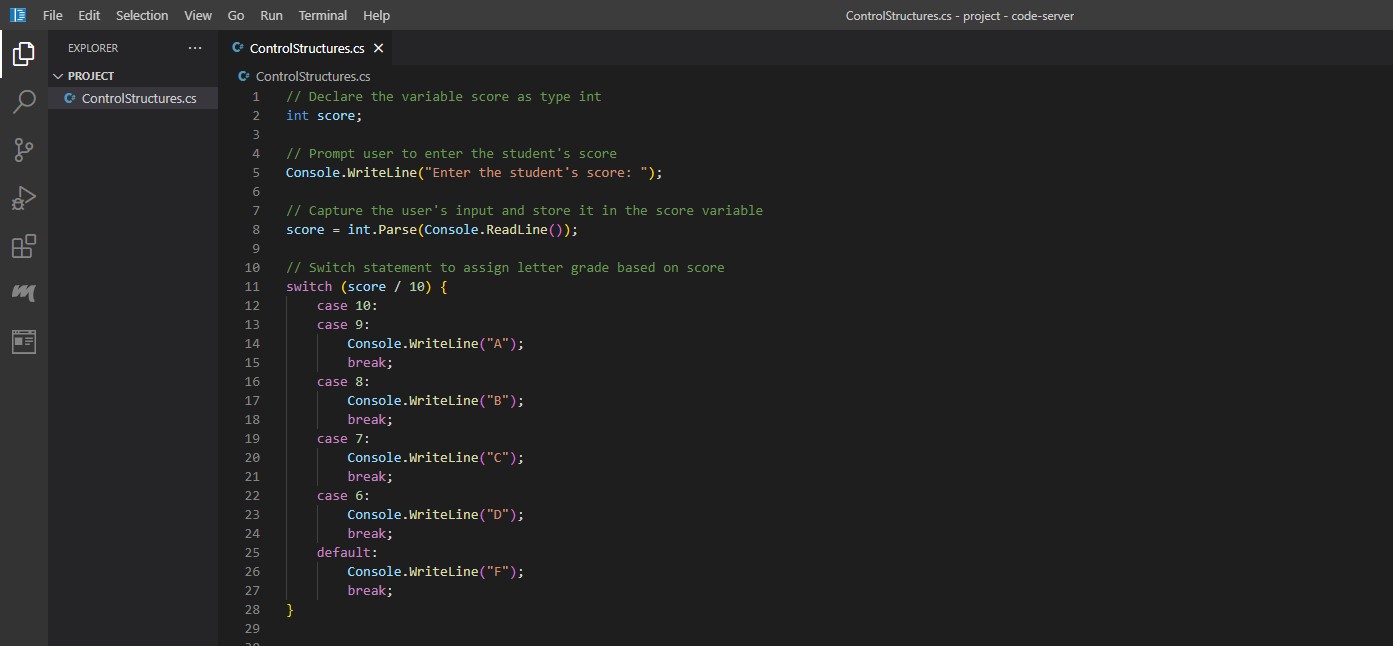 File Edit Selection View Go Run Terminal Help
ControlStructures.cs - project - code-server
EXPLORER
PROJECT
ControlStructures.cs
ControlStructures.cs
ControlStructures.cs
1 // Declare the variable score as type int
2 int score;
3
4 // Prompt user to enter the student's score
5 Console.WriteLine("Enter the student's score: ");
6
7 // Capture the user's input and store it in the score variable
8 score = int.Parse(Console.ReadLine());
9
10 // Switch statement to assign letter grade based on score
11 switch (score / 10) {
12     case 10:
13     case 9:
14         Console.WriteLine("A");
15         break;
16     case 8:
17         Console.WriteLine("B");
18         break;
19     case 7:
20         Console.WriteLine("C");
21         break;
22     case 6:
23         Console.WriteLine("D");
24         break;
25     default:
26         Console.WriteLine("F");
27         break;
28 }
29